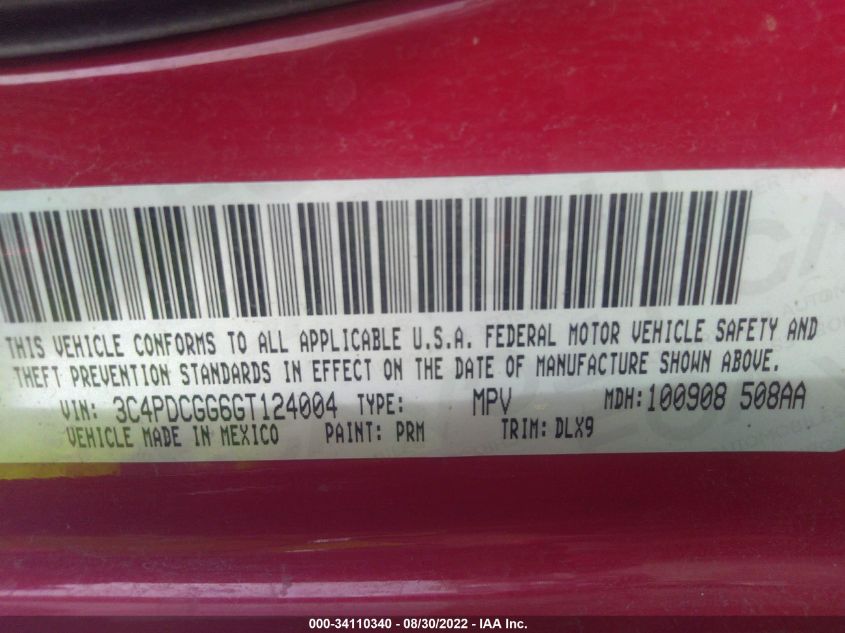 THIS VEHICLE CONFORMS TO ALL APPLICABLE U.S.A. FEDERAL MOTOR VEHICLE SAFETY AND
THEFT PREVENTION STANDARDS IN EFFECT ON THE DATE OF MANUFACTURE SHOWN ABOVE.
VIN: 3C4PDCGG6GT124004 TYPE: MPV MDH: 100908 508AA
VEHICLE MADE IN MEXICO PAINT: PRM TRIM: DLX9
000-34110340 - 08/30/2022 - IAA Inc.